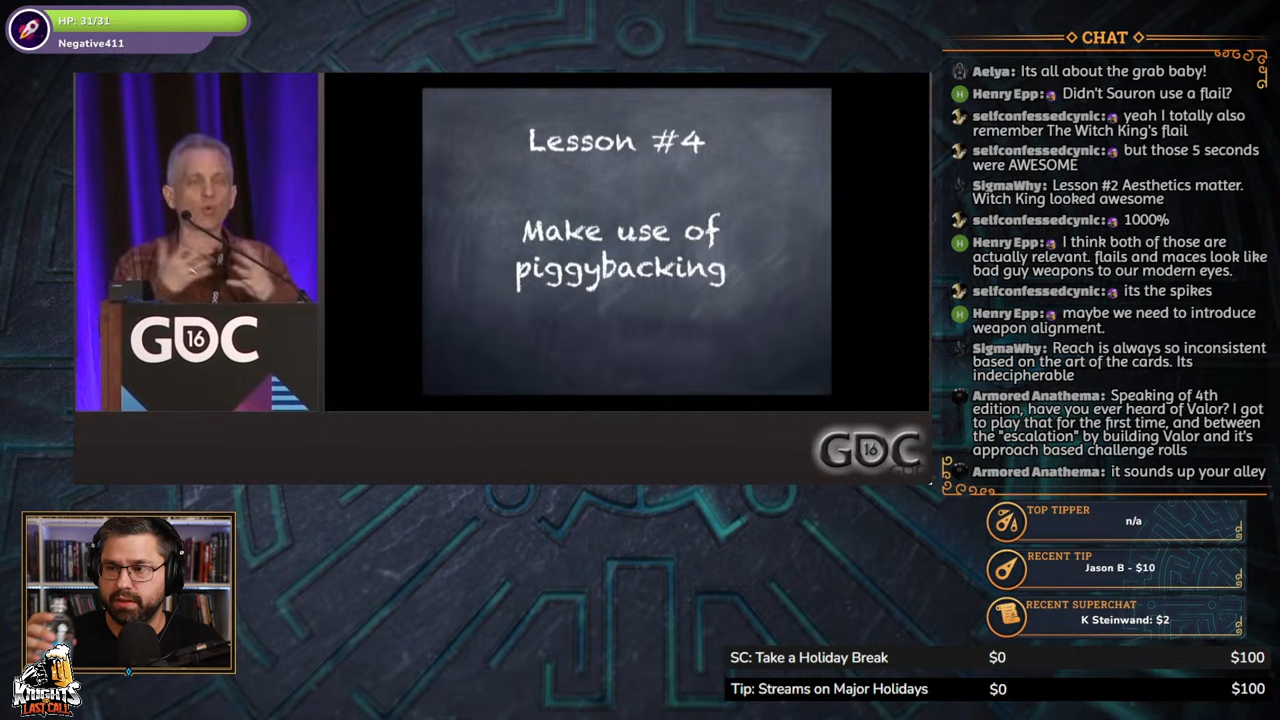 HP: 31/31
Negative411
Lesson #4
Make use of
piggybacking
GDC
16
GDC
16
KNIGHTS
LAST CALL
CHAT
Aelya: Its all about the grab baby!
H Henry Epp: Didn't Sauron use a flail?
selfconfessedcynic: yeah I totally also
remember The Witch King's flail
selfconfessedcynic: but those 5 seconds
were AWESOME
SigmaWhy: Lesson #2 Aesthetics matter.
Witch King looked awesome
selfconfessedcynic: 1000%
H Henry Epp: I think both of those are
actually relevant. flails and maces look like
bad guy weapons to our modern eyes.
selfconfessedcynic: its the spikes
H Henry Epp: maybe we need to introduce
weapon alignment.
SigmaWhy: Reach is always so inconsistent
based on the art of the cards. Its
indecipherable
Armored Anathema: Speaking of 4th
edition, have you ever heard of Valor? I got
to play that for the first time, and between
the "escalation" by building Valor and it's
approach based challenge rolls
Armored Anathema: it sounds up your alley
TOP TIPPER
n/a
RECENT TIP
Jason B - $10
RECENT SUPERCHAT
K Steinwand: $2
SC: Take a Holiday Break $0 $100
Tip: Streams on Major Holidays $0 $100